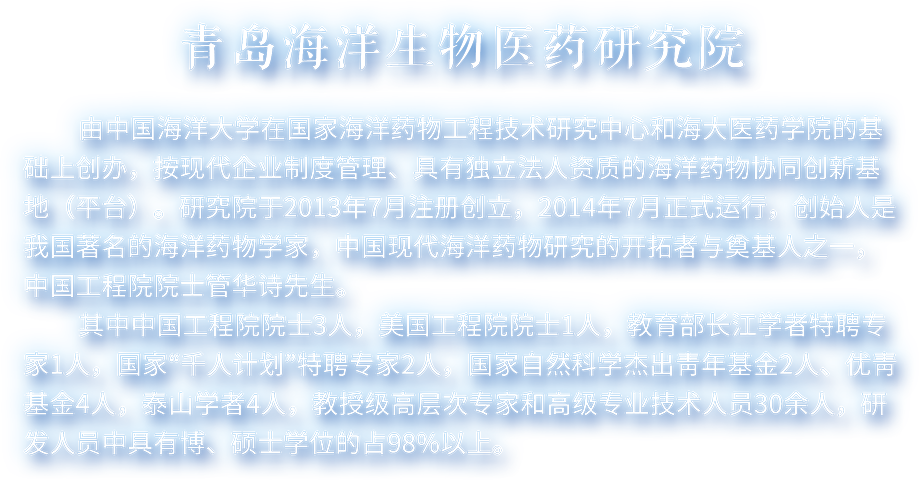 青岛海洋生物医药研究院
由中国海洋大学在国家海洋药物工程技术研究中心和海大医药学院的基
础上创办，按现代企业制度管理、具有独立法人资质的海洋药物协同创新基
地（平台）。研究院于2013年7月注册创立，2014年7月正式运行。创始人是
我国著名的海洋药物学家，中国现代海洋药物研究的开拓者与奠基人之一，
中国工程院院士管华诗先生。
其中中国工程院院士3人，美国工程院院士1人，教育部长江学者特聘专
家1人，国家“千人计划”特聘专家2人，国家自然科学杰出青年基金2人、优青
基金4人，泰山学者4人，教授级高层次专家和高级专业技术人员30余人，研
发人员中具有博、硕士学位的占98%以上。